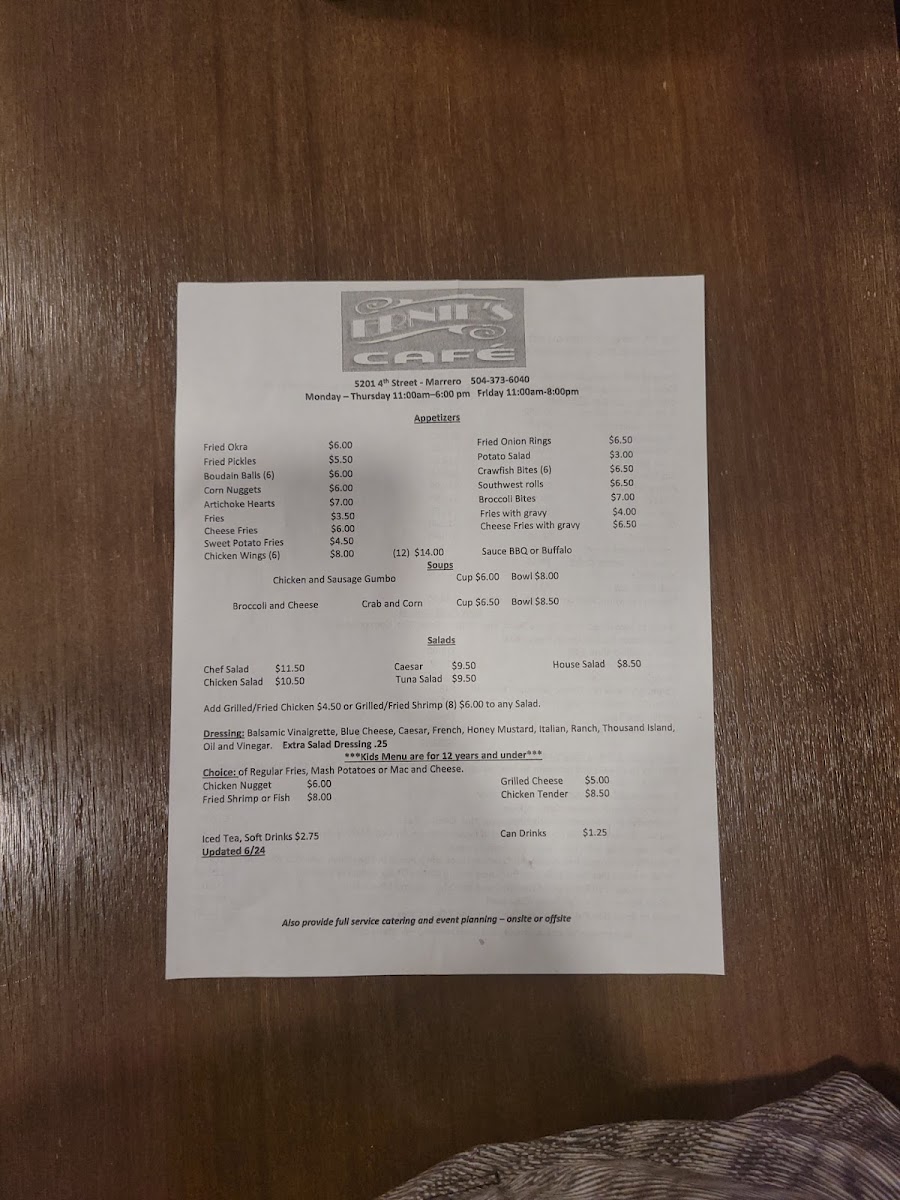 ERNIE'S
CAFÉ
5201 4th Street - Marrero 504-373-6040
Monday – Thursday 11:00am–6:00 pm Friday 11:00am-8:00pm
Appetizers
Fried Okra $6.00 Fried Onion Rings $6.50
Fried Pickles $5.50 Potato Salad $3.00
Boudain Balls (6) $6.00 Crawfish Bites (6) $6.50
Corn Nuggets $6.00 Southwest rolls $6.50
Artichoke Hearts $7.00 Broccoli Bites $7.00
Fries $3.50 Fries with gravy $4.00
Cheese Fries $6.00 Cheese Fries with gravy $6.50
Sweet Potato Fries $4.50
Chicken Wings (6) $8.00 (12) $14.00 Sauce BBQ or Buffalo
Soups
Chicken and Sausage Gumbo Cup $6.00 Bowl $8.00
Broccoli and Cheese Crab and Corn Cup $6.50 Bowl $8.50
Salads
Chef Salad $11.50 Caesar $9.50 House Salad $8.50
Chicken Salad $10.50 Tuna Salad $9.50
Add Grilled/Fried Chicken $4.50 or Grilled/Fried Shrimp (8) $6.00 to any Salad.
Dressing: Balsamic Vinaigrette, Blue Cheese, Caesar, French, Honey Mustard, Italian, Ranch, Thousand Island,
Oil and Vinegar. Extra Salad Dressing .25
***Kids Menu are for 12 years and under***
Choice: of Regular Fries, Mash Potatoes or Mac and Cheese.
Chicken Nugget $6.00 Grilled Cheese $5.00
Fried Shrimp or Fish $8.00 Chicken Tender $8.50
Iced Tea, Soft Drinks $2.75 Can Drinks $1.25
Updated 6/24
Also provide full service catering and event planning – onsite or offsite